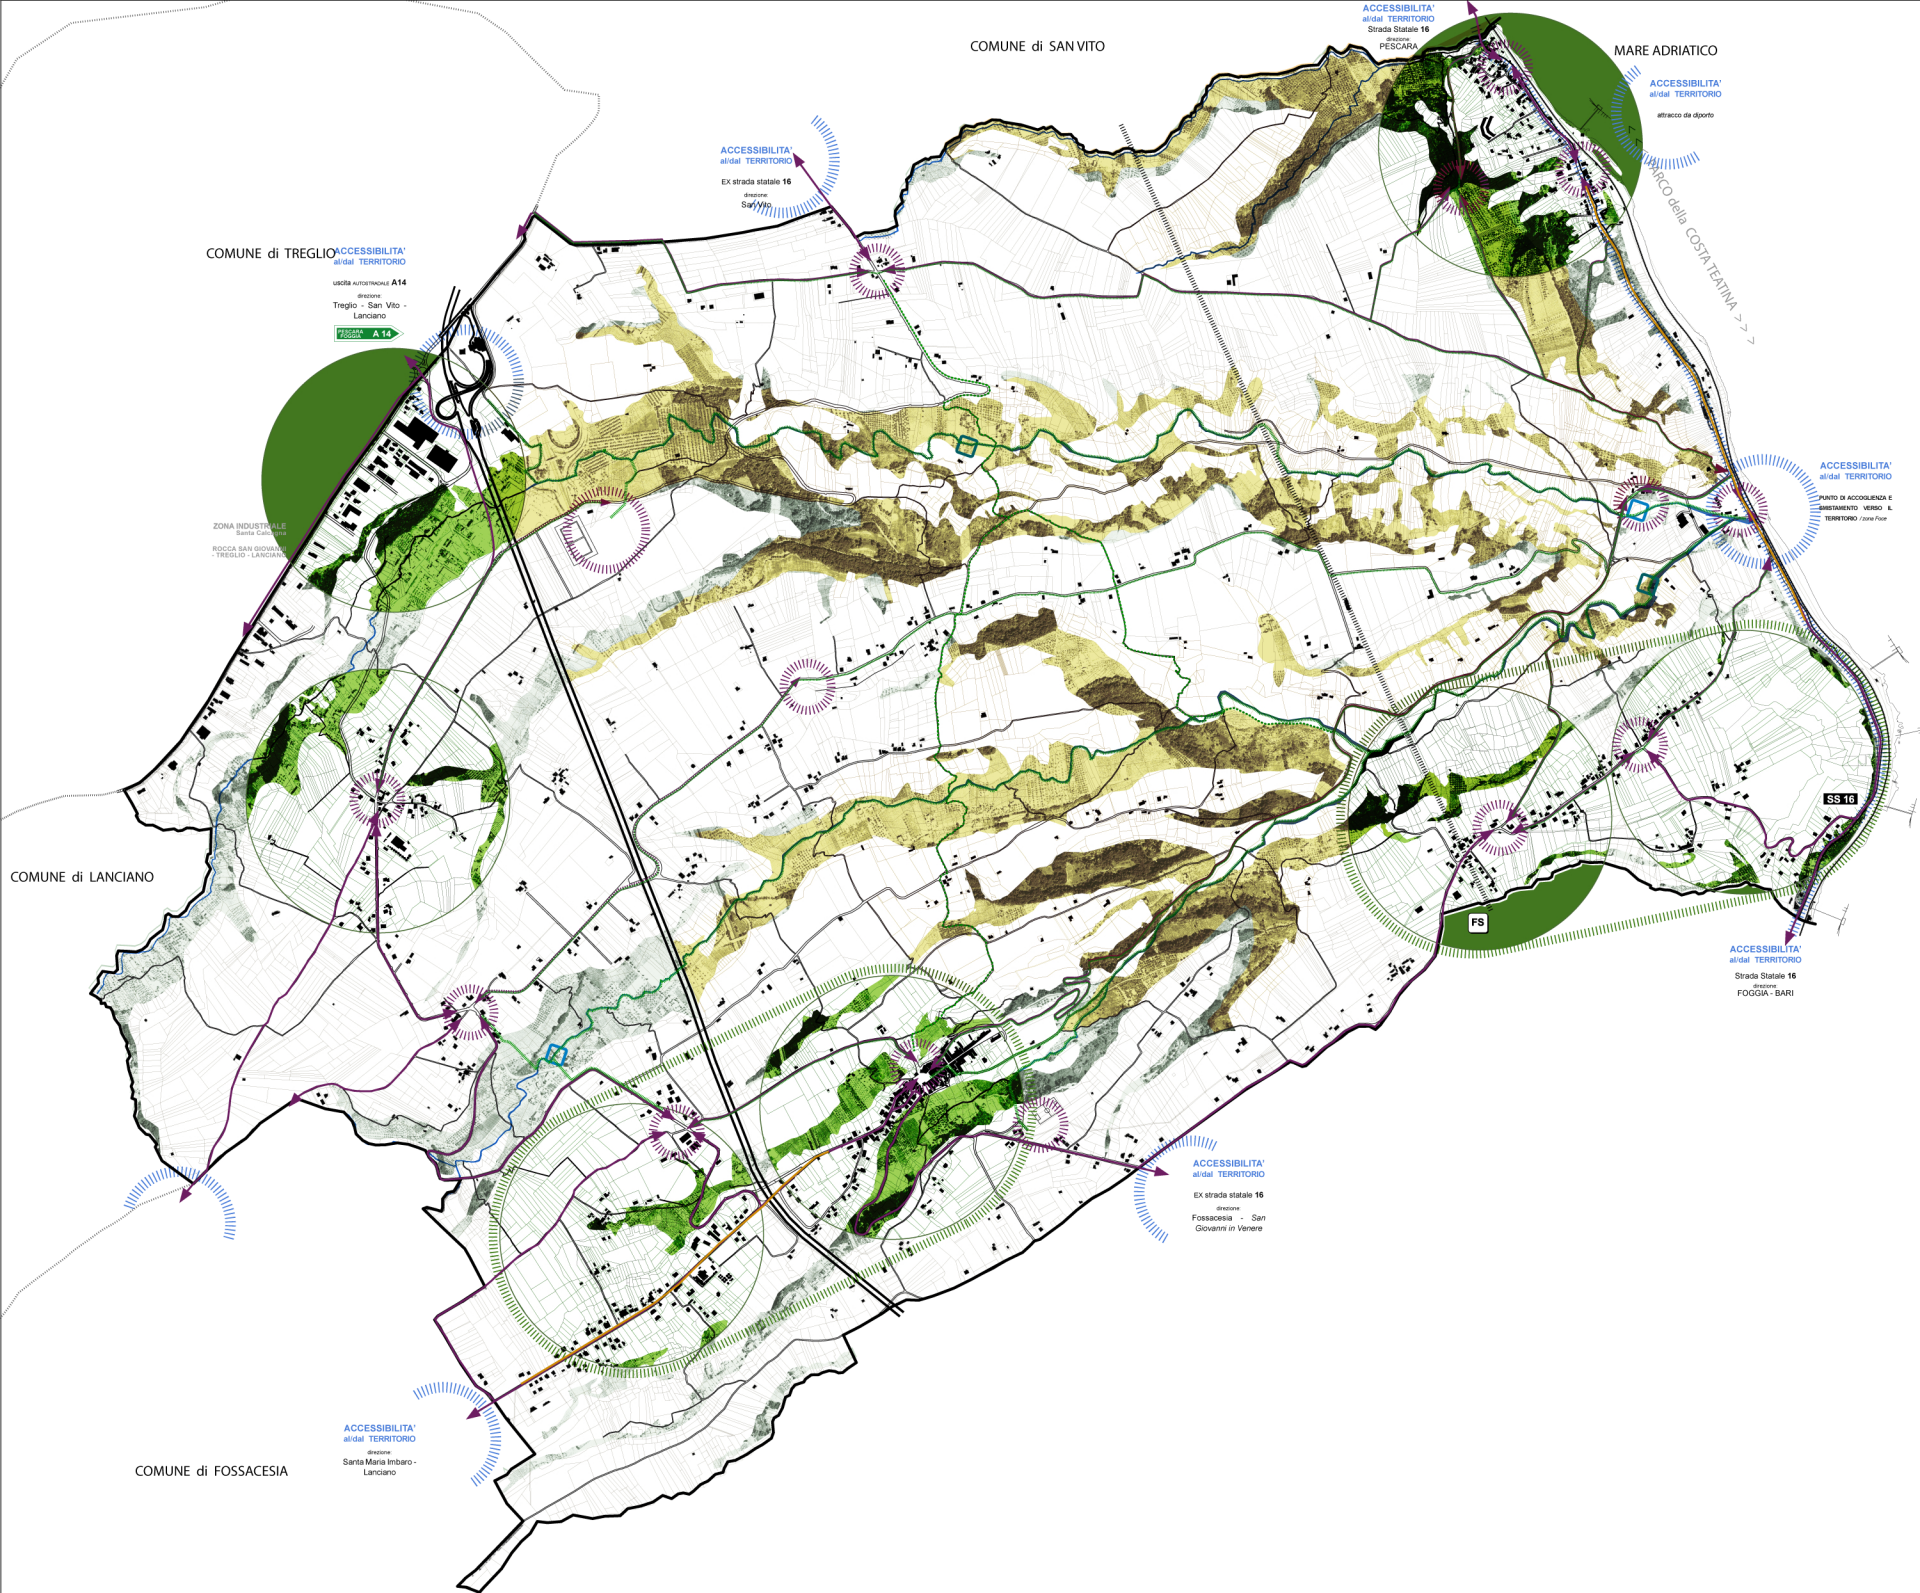 ACCESSIBILITA'
al/dal TERRITORIO
Strada Statale 16
direzione:
PESCARA
COMUNE di SAN VITO
MARE ADRIATICO
ACCESSIBILITA'
al/dal TERRITORIO
attracco da diporto
ACCESSIBILITA'
al/dal TERRITORIO
EX strada statale 16
direzione:
San Vito
PARCO della COSTA TEATINA > > >
COMUNE di TREGLIO
ACCESSIBILITA'
al/dal TERRITORIO
uscita AUTOSTRADALE A14
direzione:
Treglio - San Vito -
Lanciano
PESCARA
FOGGIA
A 14
ACCESSIBILITA'
al/dal TERRITORIO
PUNTO DI ACCOGLIENZA E
SMISTAMENTO VERSO IL
TERRITORIO / zona Foce
ZONA INDUSTRIALE
Santa Calcagna
ROCCA SAN GIOVANNI
- TREGLIO - LANCIANO
SS 16
COMUNE di LANCIANO
FS
ACCESSIBILITA'
al/dal TERRITORIO
Strada Statale 16
direzione:
FOGGIA - BARI
ACCESSIBILITA'
al/dal TERRITORIO
EX strada statale 16
direzione:
Fossacesia - San
Giovanni in Venere
ACCESSIBILITA'
al/dal TERRITORIO
direzione:
Santa Maria Imbaro -
Lanciano
COMUNE di FOSSACESIA